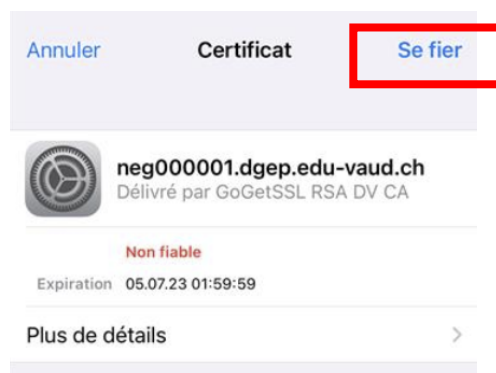 Annuler Certificat Se fier
neg000001.dgep.edu-vaud.ch
Délivré par GoGetSSL RSA DV CA
Non fiable
Expiration 05.07.23 01:59:59
Plus de détails